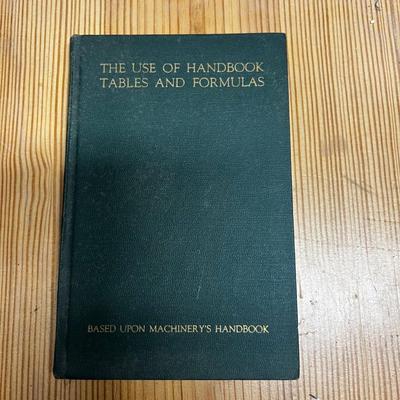 THE USE OF HANDBOOK
TABLES AND FORMULAS
BASED UPON MACHINERY'S HANDBOOK